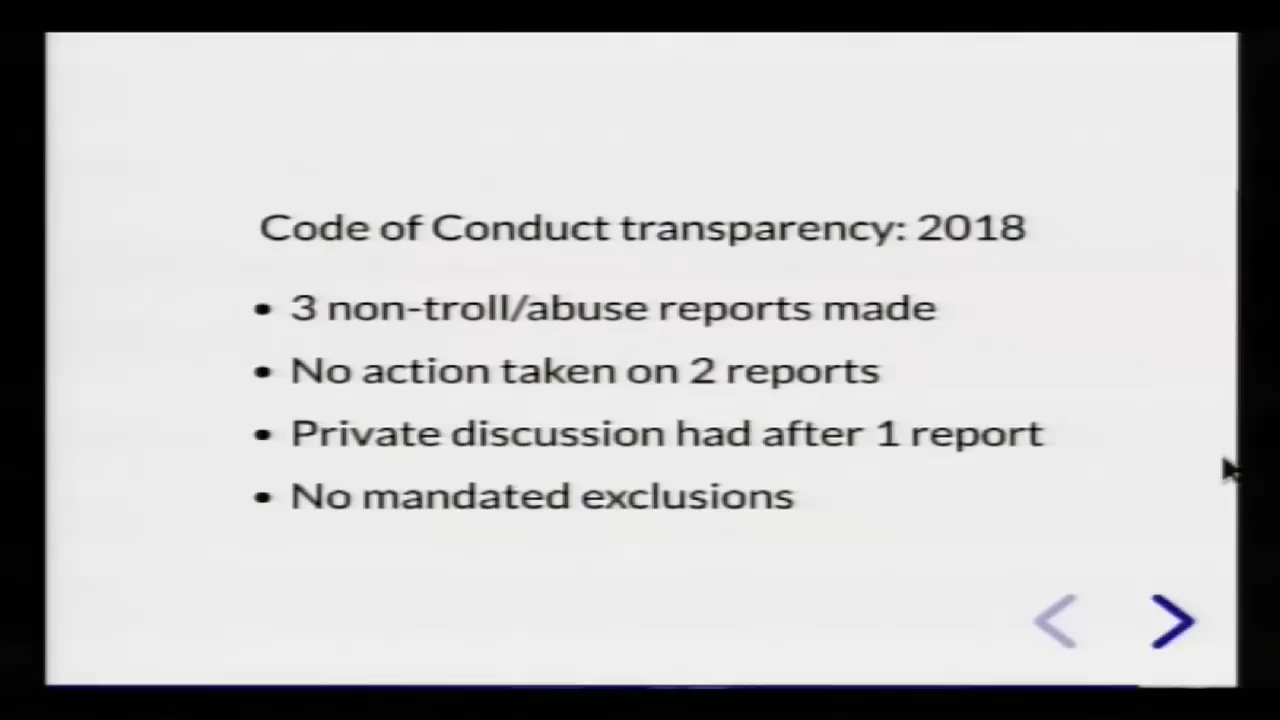 Code of Conduct transparency: 2018
• 3 non-troll/abuse reports made
• No action taken on 2 reports
• Private discussion had after 1 report
• No mandated exclusions